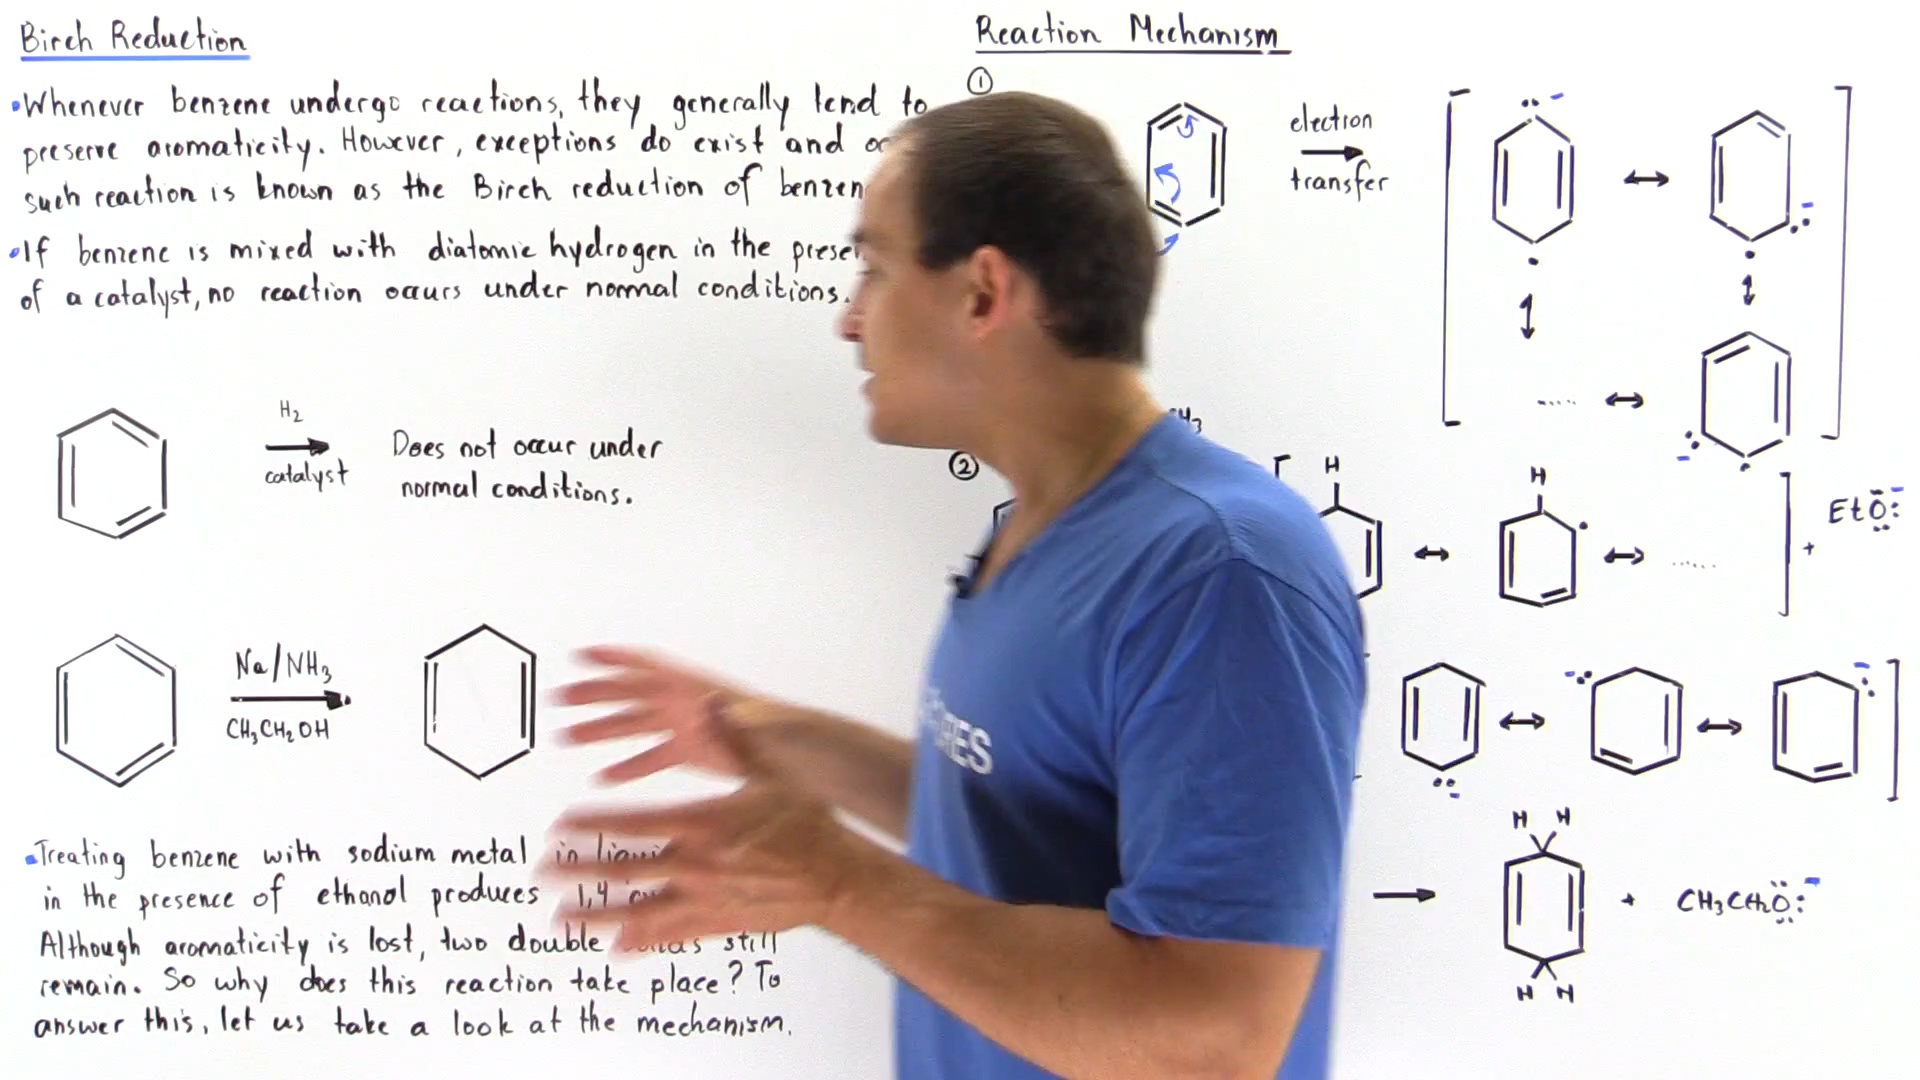 Birch Reduction
•Whenever benzene undergo reactions, they generally tend to
preserve aromaticity. However, exceptions do exist and
such reaction is known as the Birch reduction of
•If benzene is mixed with diatomic hydrogen in the
of a catalyst, no reaction occurs under normal conditions.
H2
catalyst
Does not occur under
normal conditions.
Na/NH3
CH3CH2OH
•Treating benzene with sodium metal in
in the presence of ethanol produces 1,4
Although aromaticity is lost, two double still
remain. So why does this reaction take place? To
answer this, let us take a look at the mechanism.
Reaction Mechanism
①
election
transfer
②
H
H
+ EtO:-
H H
H H
+ CH3CH2O:-